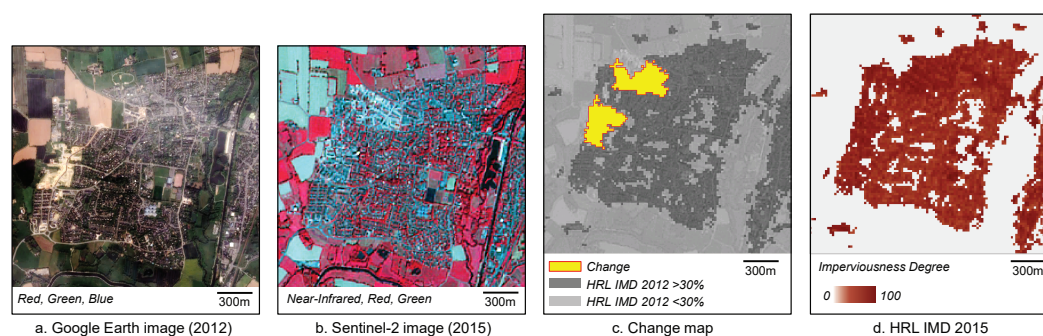 Red, Green, Blue
300m
a. Google Earth image (2012)
Near-Infrared, Red, Green
300m
b. Sentinel-2 image (2015)
Change
HRL IMD 2012 >30%
HRL IMD 2012 <30%
300m
c. Change map
Imperviousness Degree
300m
0 100
d. HRL IMD 2015